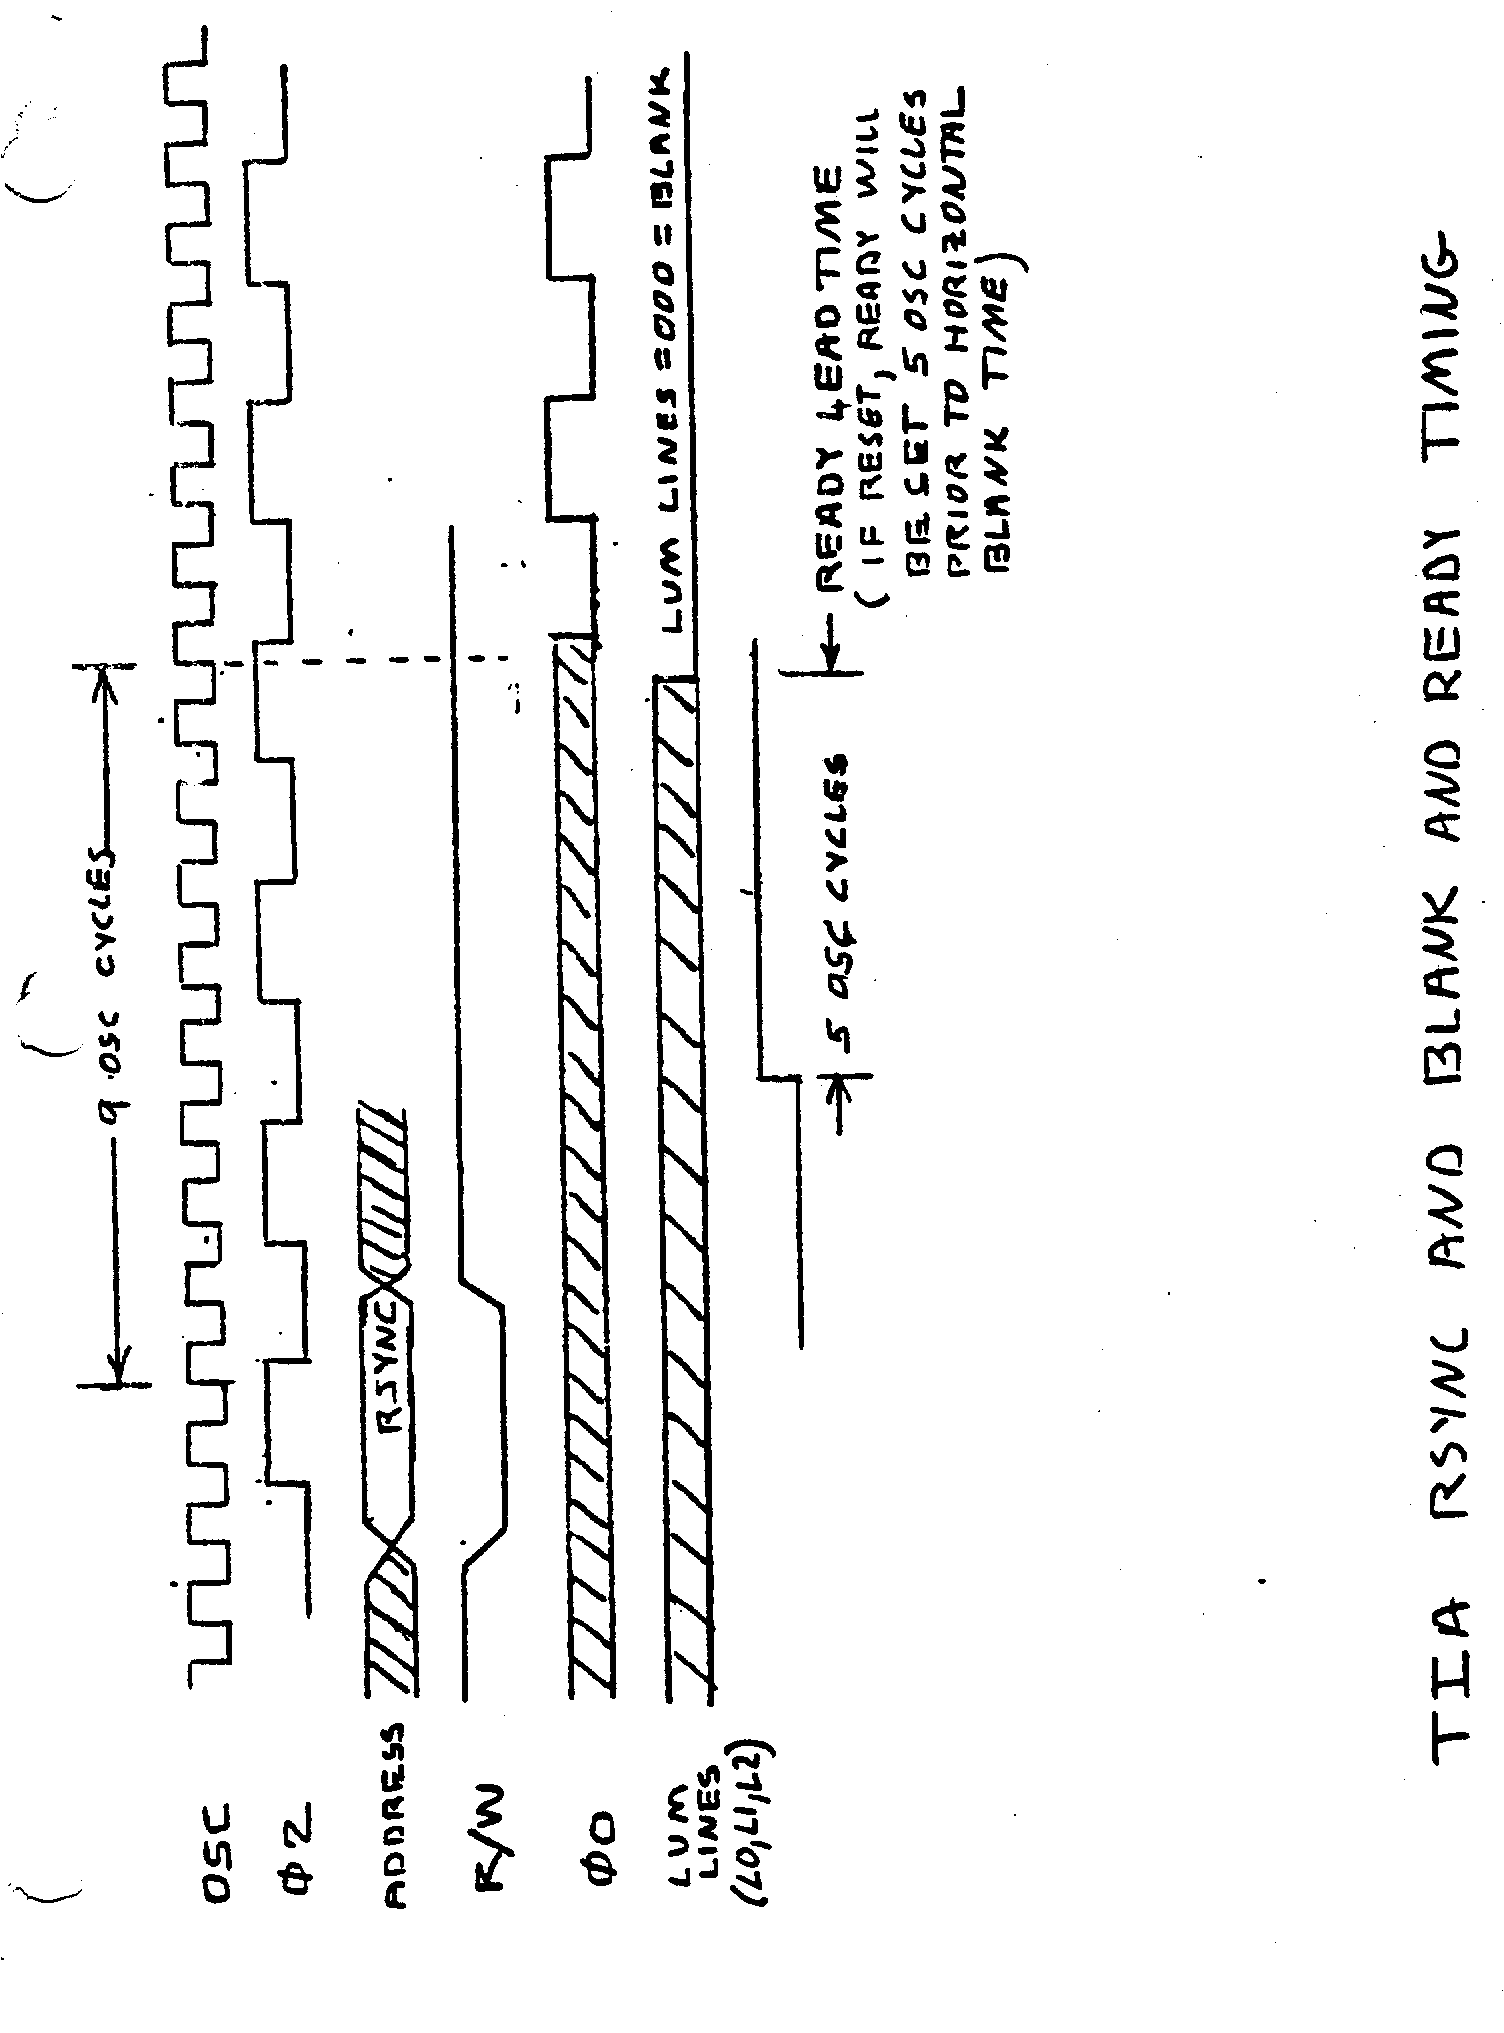 9 OSC CYCLES
OSC
φ2
ADDRESS
RSYNC
R/W
φ0
LUM LINES = 000 = BLANK
LUM
LINES
(L0,L1,L2)
5 OSC CYCLES
READY LEAD TIME
(IF RESET, READY WILL
BE SET 5 OSC CYCLES
PRIOR TO HORIZONTAL
BLANK TIME)
TIA RSYNC AND BLANK AND READY TIMING